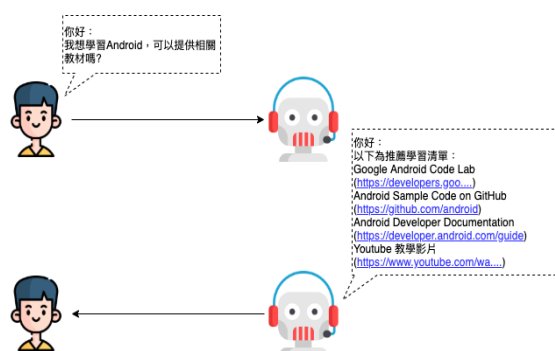 你好：
我想學習Android，可以提供相關
教材嗎?
你好：
以下為推薦學習清單：
Google Android Code Lab
(https://developers.goo....)
Android Sample Code on GitHub
(https://github.com/android)
Android Developer Documentation
(https://developer.android.com/guide)
Youtube 教學影片
(https://www.youtube.com/wa....)